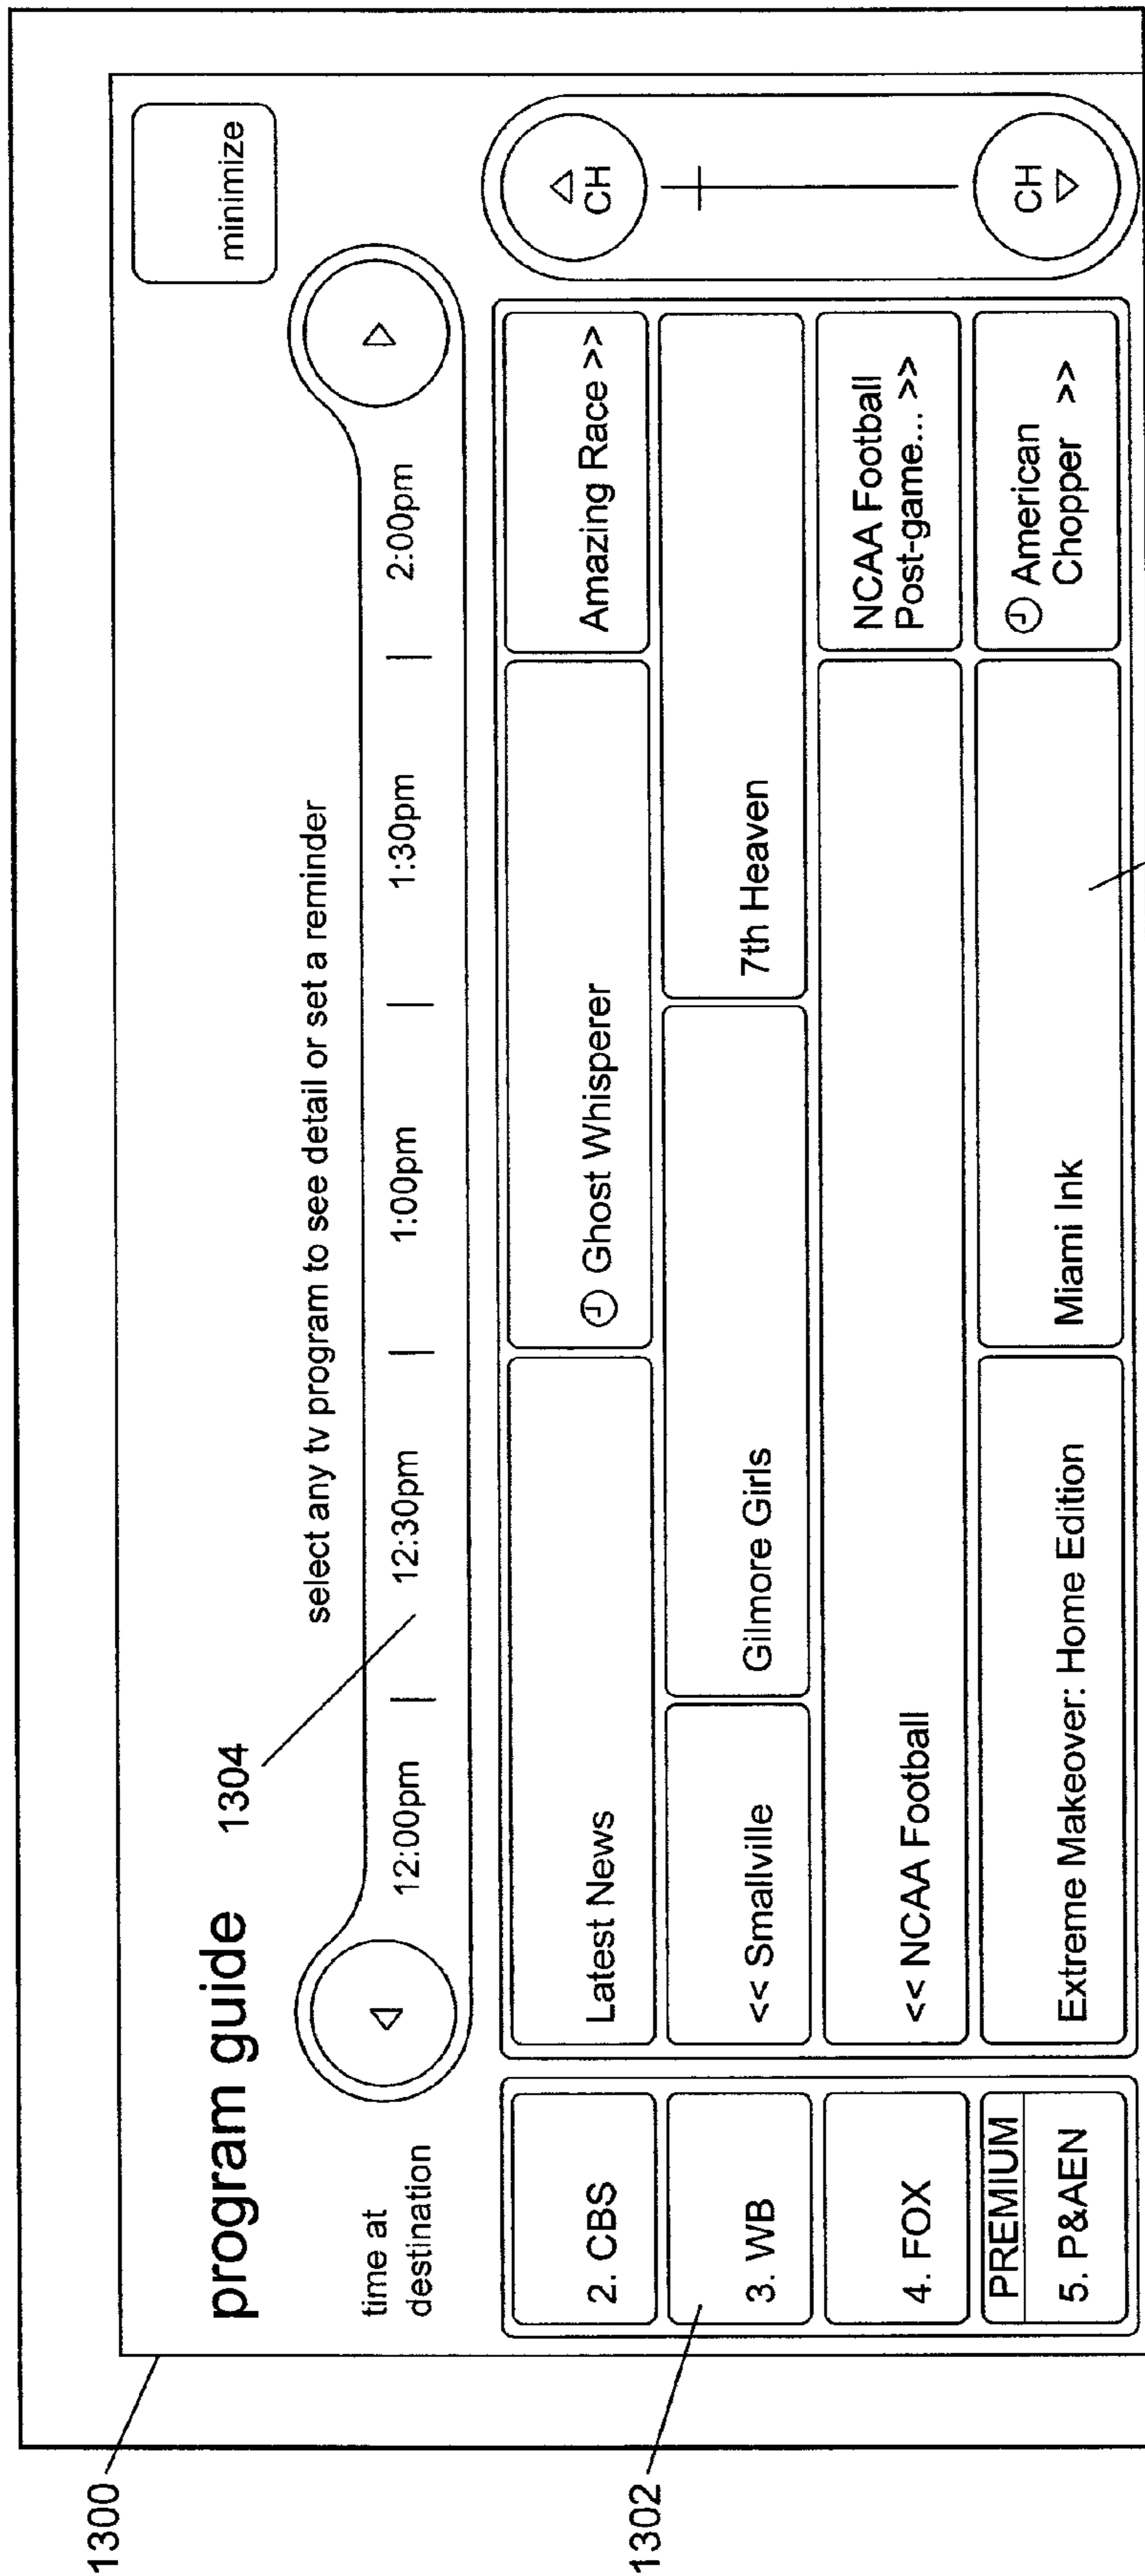 1300
program guide
1304
minimize
select any tv program to see detail or set a reminder
time at
destination
12:00pm | 12:30pm | 1:00pm | 1:30pm | 2:00pm
1302
2. CBS
Latest News
Ghost Whisperer
Amazing Race >>
CH
3. WB
<< Smallville
Gilmore Girls
7th Heaven
4. FOX
<< NCAA Football
NCAA Football
Post-game... >>
PREMIUM
5. P&AEN
Extreme Makeover: Home Edition
Miami Ink
American
Chopper >>
CH